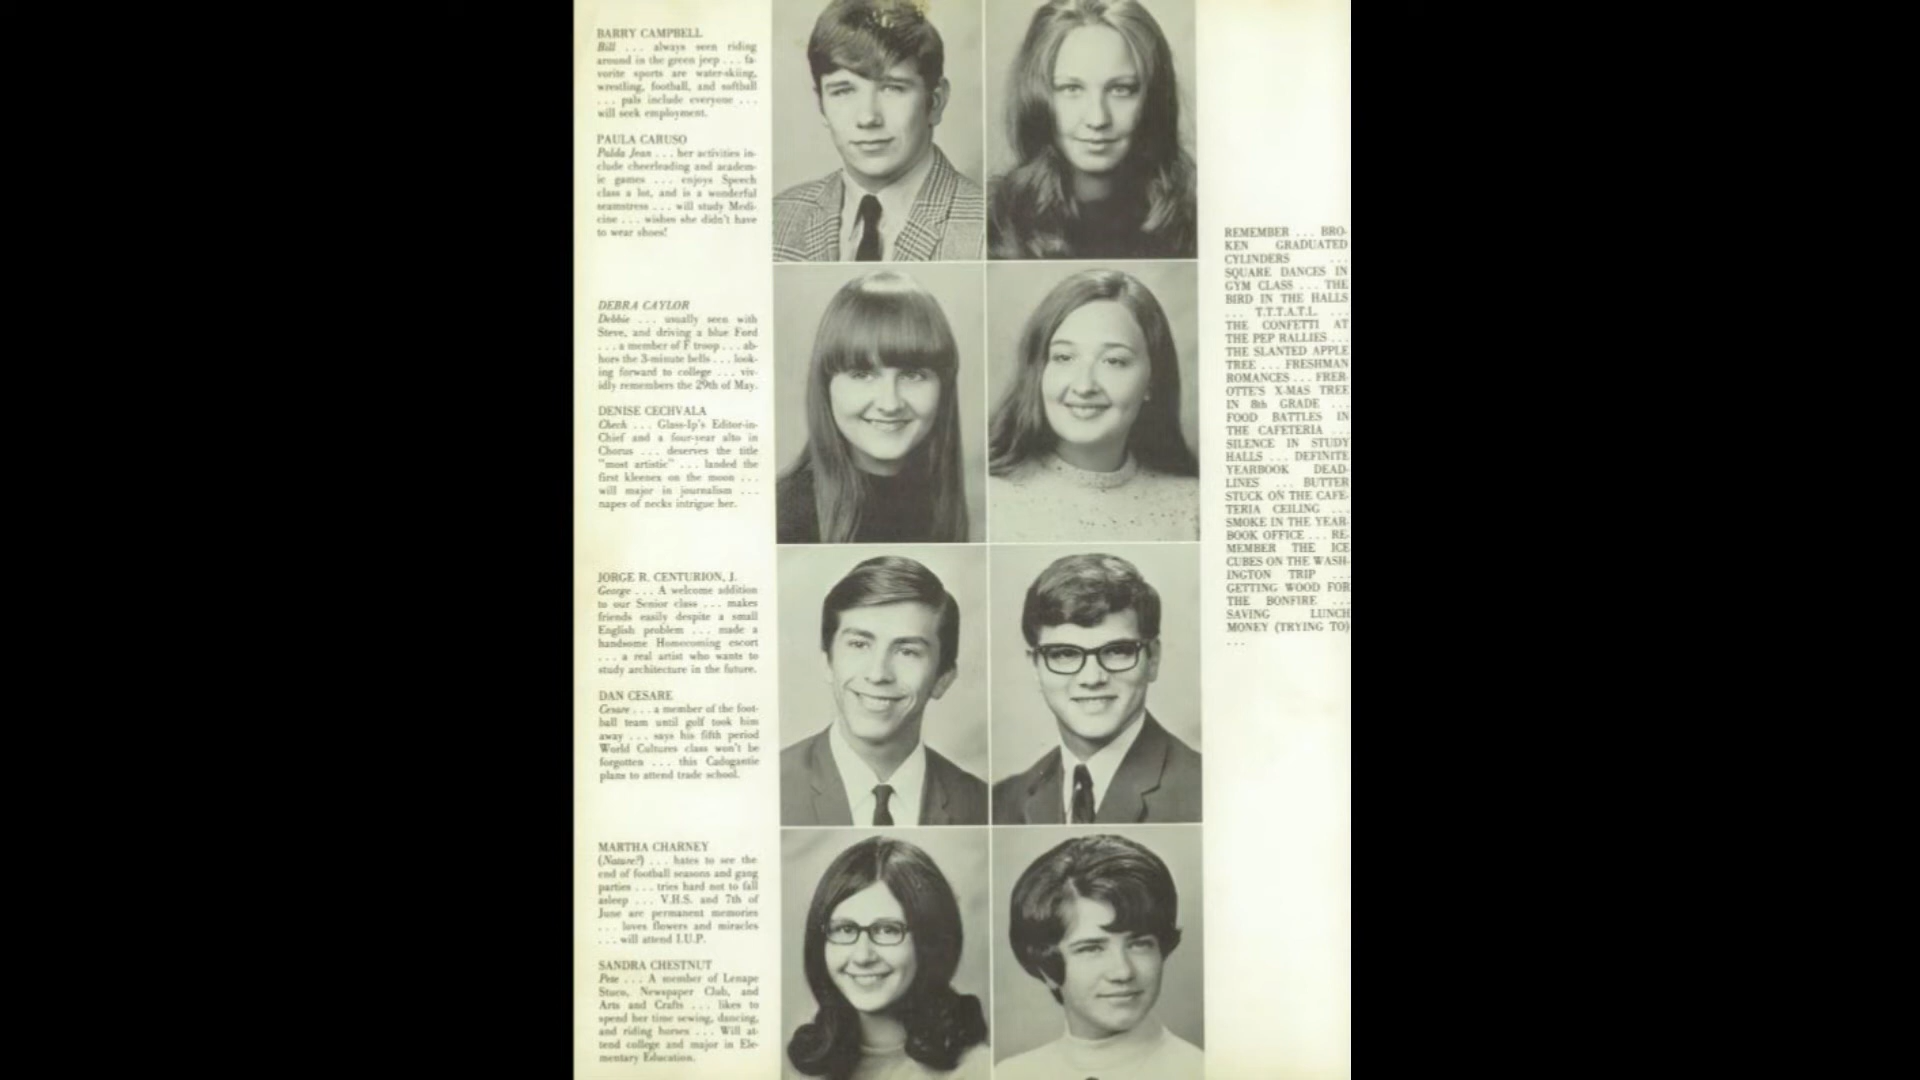 BARRY CAMPBELL
Bill . . . always seen riding
around in the green jeep . . . fa-
vorite sports are water-skiing,
wrestling, football, and softball
. . . pals include everyone . . .
will seek employment.
PAULA CARUSO
Palda Jean . . . her activities in-
clude cheerleading and academ-
ic games . . . enjoys Speech
class a lot, and is a wonderful
seamstress . . . will study Medi-
cine . . . wishes she didn't have
to wear shoes!
DEBRA CAYLOR
Debbie . . . usually seen with
Steve, and driving a blue Ford
. . . a member of F troop . . . ab-
hors the 3-minute bells . . . look-
ing forward to college . . . viv-
idly remembers the 29th of May.
DENISE CECHVALA
Chech . . . Glass-Ip's Editor-in-
Chief and a four-year alto in
Chorus . . . deserves the title
"most artistic" . . . landed the
first kleenex on the moon . . .
will major in journalism . . .
napes of necks intrigue her.
JORGE R. CENTURION, J.
George . . . A welcome addition
to our Senior class . . . makes
friends easily despite a small
English problem . . . made a
handsome Homecoming escort
. . . a real artist who wants to
study architecture in the future.
DAN CESARE
Cesare . . . a member of the foot-
ball team until golf took him
away . . . says his fifth period
World Cultures class won't be
forgotten . . . this Cadogantie
plans to attend trade school.
MARTHA CHARNEY
(Nature?) . . . hates to see the
end of football seasons and gang
parties . . . tries hard not to fall
asleep . . . V.H.S. and 7th of
June are permanent memories
. . . loves flowers and miracles
. . . will attend I.U.P.
SANDRA CHESTNUT
Pete . . . A member of Lenape
Stuco, Newspaper Club, and
Arts and Crafts . . . likes to
spend her time sewing, dancing,
and riding horses . . . Will at-
tend college and major in Ele-
mentary Education.
REMEMBER . . . BRO-
KEN GRADUATED
CYLINDERS . . .
SQUARE DANCES IN
GYM CLASS . . . THE
BIRD IN THE HALLS
. . . T.T.T.A.T.L. . . .
THE CONFETTI AT
THE PEP RALLIES . . .
THE SLANTED APPLE
TREE . . . FRESHMAN
ROMANCES . . . FRER-
OTTE'S X-MAS TREE
IN 8th GRADE . . .
FOOD BATTLES IN
THE CAFETERIA . . .
SILENCE IN STUDY
HALLS . . . DEFINITE
YEARBOOK DEAD-
LINES . . . BUTTER
STUCK ON THE CAFE-
TERIA CEILING . . .
SMOKE IN THE YEAR-
BOOK OFFICE . . . RE-
MEMBER THE ICE
CUBES ON THE WASH-
INGTON TRIP . . .
GETTING WOOD FOR
THE BONFIRE . . .
SAVING LUNCH
MONEY (TRYING TO)
. . .